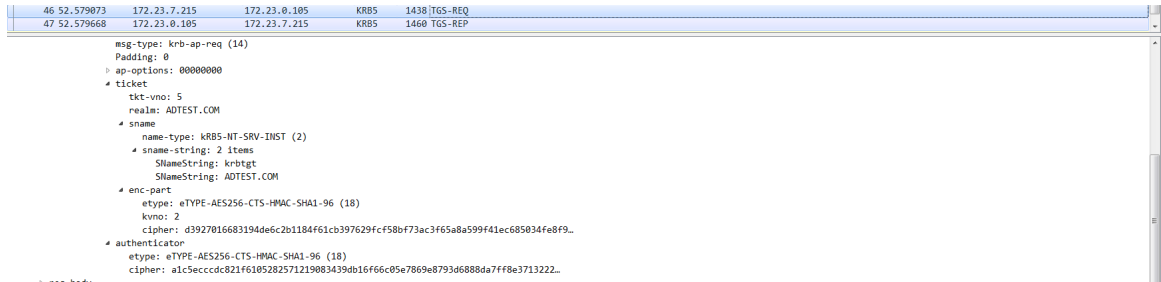 46 52.579073 172.23.7.215 172.23.0.105 KRB5 1438 TGS-REQ
47 52.579668 172.23.0.105 172.23.7.215 KRB5 1460 TGS-REP
msg-type: krb-ap-req (14)
Padding: 0
ap-options: 00000000
ticket
tkt-vno: 5
realm: ADTEST.COM
sname
name-type: kRB5-NT-SRV-INST (2)
sname-string: 2 items
SNameString: krbtgt
SNameString: ADTEST.COM
enc-part
etype: eTYPE-AES256-CTS-HMAC-SHA1-96 (18)
kvno: 2
cipher: d3927016683194de6c2b1184f61cb397629fcf58bf73ac3f65a8a599f41ec685034fe8f9…
authenticator
etype: eTYPE-AES256-CTS-HMAC-SHA1-96 (18)
cipher: a1c5ecccdc821f6105282571219083439db16f66c05e7869e8793d6888da7ff8e3713222…